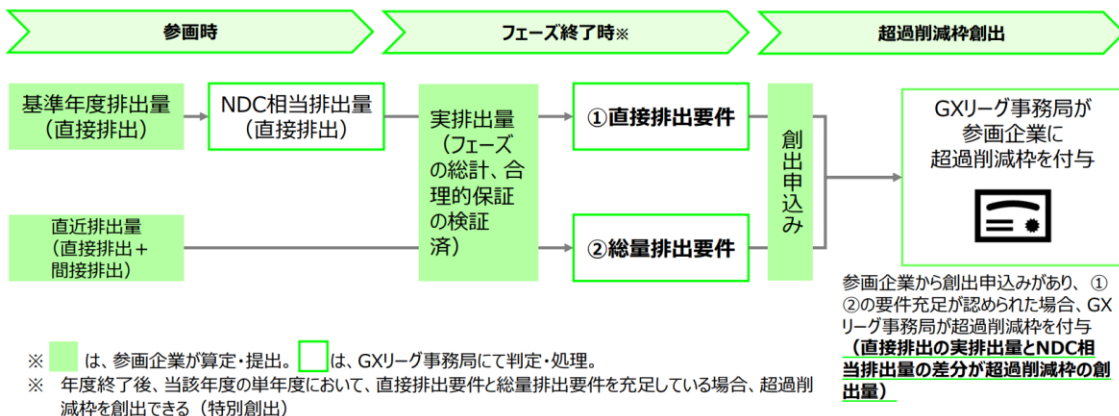 参画時
フェーズ終了時※
超過削減枠創出
基準年度排出量
（直接排出）
NDC相当排出量
（直接排出）
実排出量
（フェーズ
の総計、合
理的保証
の検証
済）
①直接排出要件
創出申込み
GXリーグ事務局が
参画企業に
超過削減枠を付与
直近排出量
（直接排出＋
間接排出）
②総量排出要件
参画企業から創出申込みがあり、①
②の要件充足が認められた場合、GX
リーグ事務局が超過削減枠を付与
（直接排出の実排出量とNDC相
当排出量の差分が超過削減枠の創
出量）
※ は、参画企業が算定・提出。 は、GXリーグ事務局にて判定・処理。
※ 年度終了後、当該年度の単年度において、直接排出要件と総量排出要件を充足している場合、超過削
減枠を創出できる（特別創出）